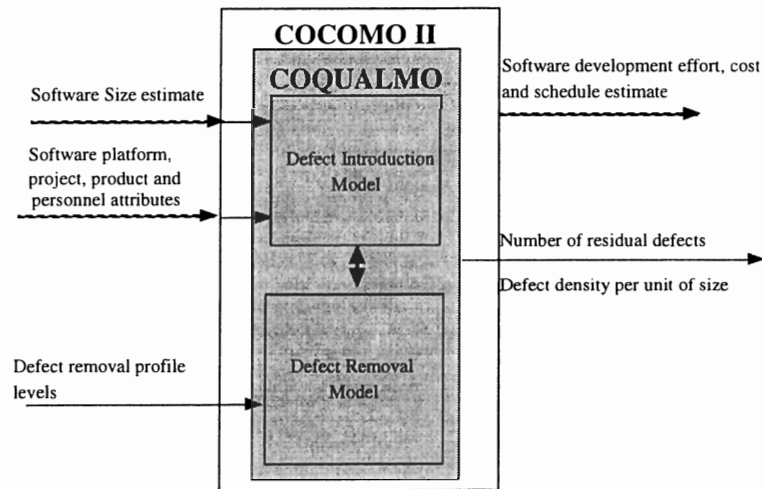 COCOMO II
COQUALMO
Software Size estimate
Software platform,
project, product and
personnel attributes
Defect Introduction
Model
Defect removal profile
levels
Defect Removal
Model
Software development effort, cost
and schedule estimate
Number of residual defects
Defect density per unit of size